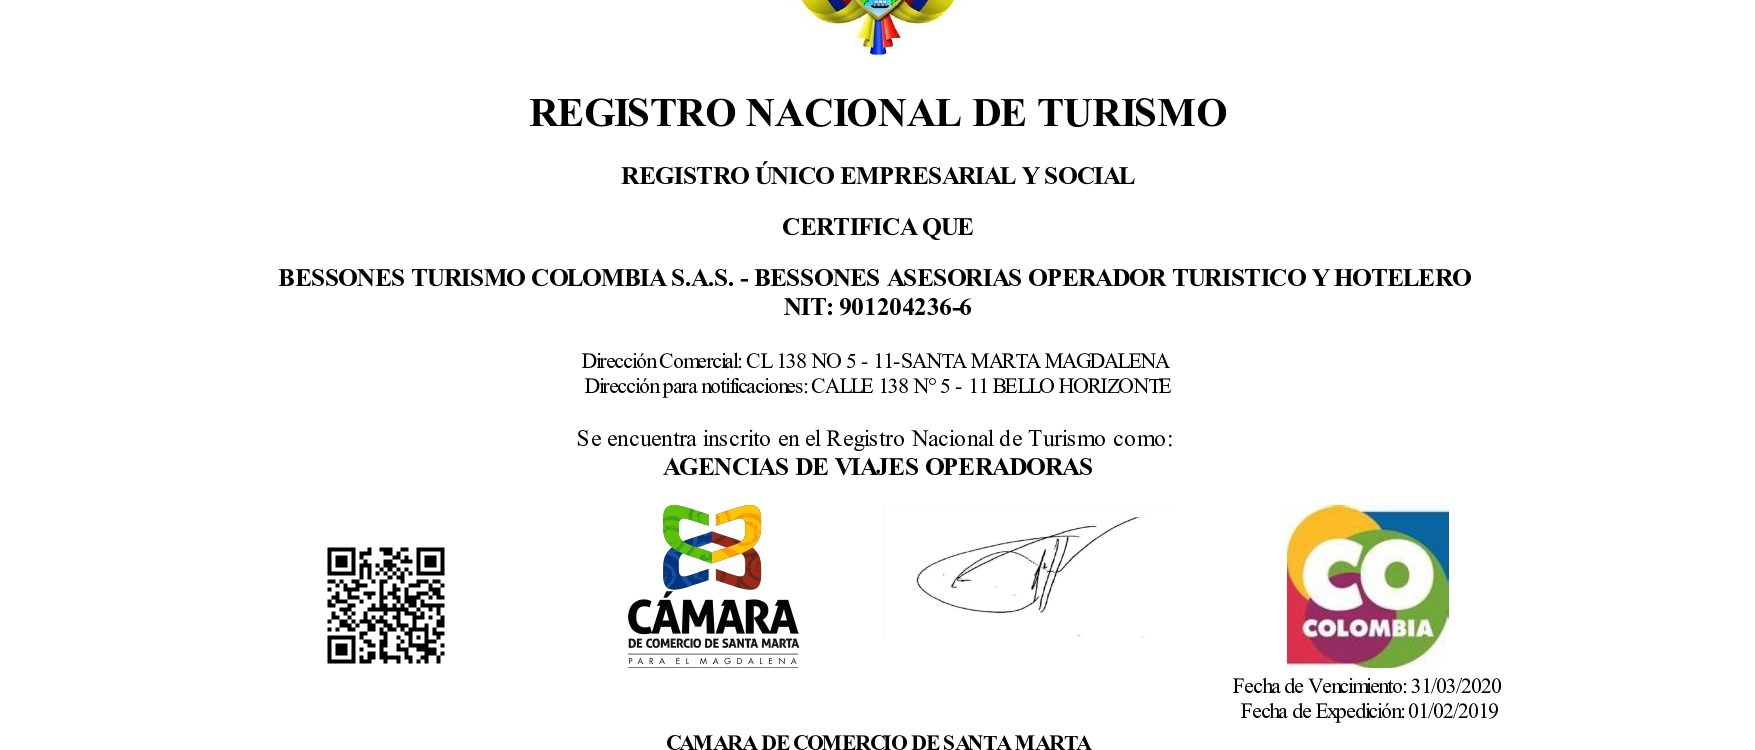 REGISTRO NACIONAL DE TURISMO
REGISTRO ÚNICO EMPRESARIAL Y SOCIAL
CERTIFICA QUE
BESSONES TURISMO COLOMBIA S.A.S. - BESSONES ASESORIAS OPERADOR TURISTICO Y HOTELERO
NIT: 901204236-6
Dirección Comercial: CL 138 NO 5 - 11-SANTA MARTA MAGDALENA
Dirección para notificaciones: CALLE 138 N° 5 - 11 BELLO HORIZONTE
Se encuentra inscrito en el Registro Nacional de Turismo como:
AGENCIAS DE VIAJES OPERADORAS
CÁMARA
DE COMERCIO DE SANTA MARTA
PARA EL MAGDALENA
CO
COLOMBIA
Fecha de Vencimiento: 31/03/2020
Fecha de Expedición: 01/02/2019
CAMARA DE COMERCIO DE SANTA MARTA